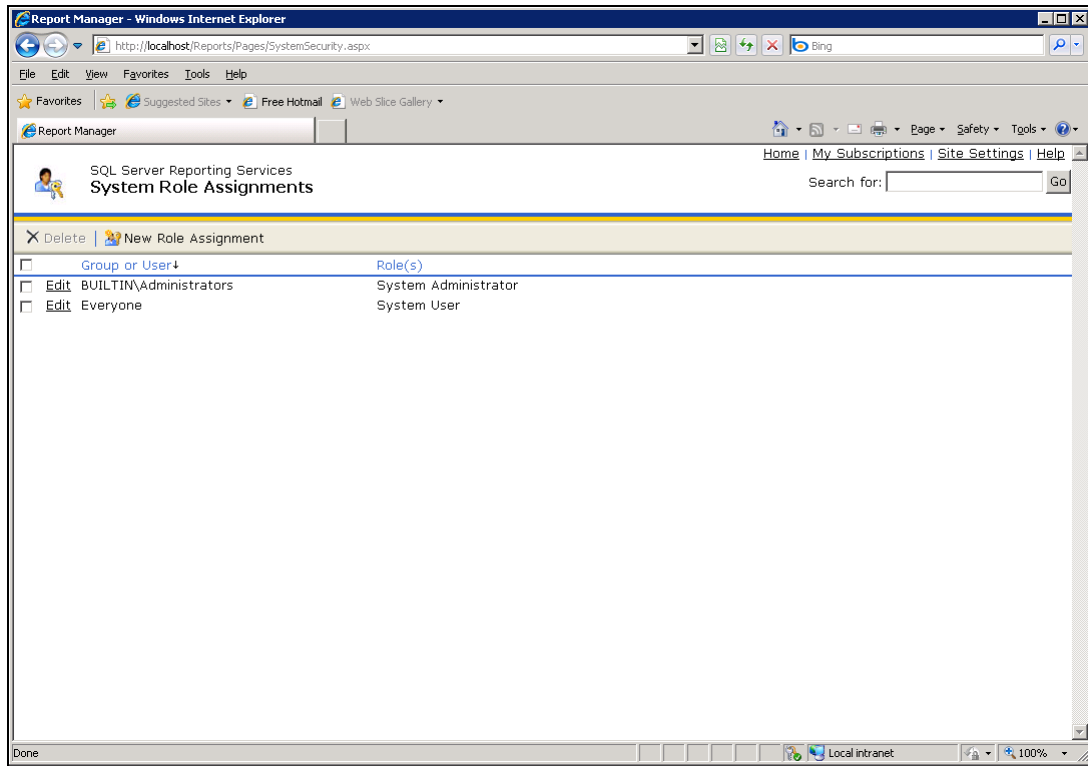 Report Manager - Windows Internet Explorer
http://localhost/Reports/Pages/SystemSecurity.aspx
Bing
File Edit View Favorites Tools Help
Favorites Suggested Sites Free Hotmail Web Slice Gallery
Report Manager Page Safety Tools
Home | My Subscriptions | Site Settings | Help
SQL Server Reporting Services
System Role Assignments
Search for: Go
Delete | New Role Assignment
Group or User↓ Role(s)
Edit BUILTIN\Administrators System Administrator
Edit Everyone System User
Done Local intranet 100%